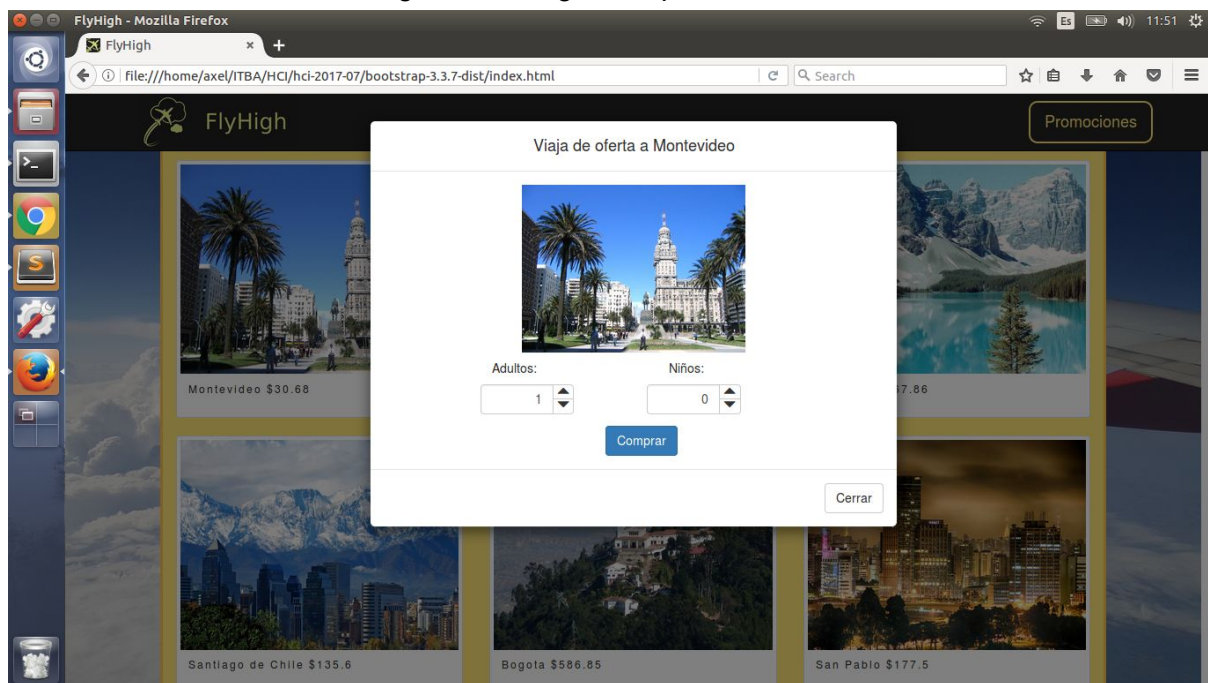 FlyHigh - Mozilla Firefox
Es
11:51
FlyHigh
file:///home/axel/ITBA/HCI/hci-2017-07/bootstrap-3.3.7-dist/index.html
Search
FlyHigh
Promociones
Viaja de oferta a Montevideo
Adultos: Niños:
1 0
Comprar
Cerrar
Montevideo $30.68
7.86
Santiago de Chile $135.6
Bogota $586.85
San Pablo $177.5